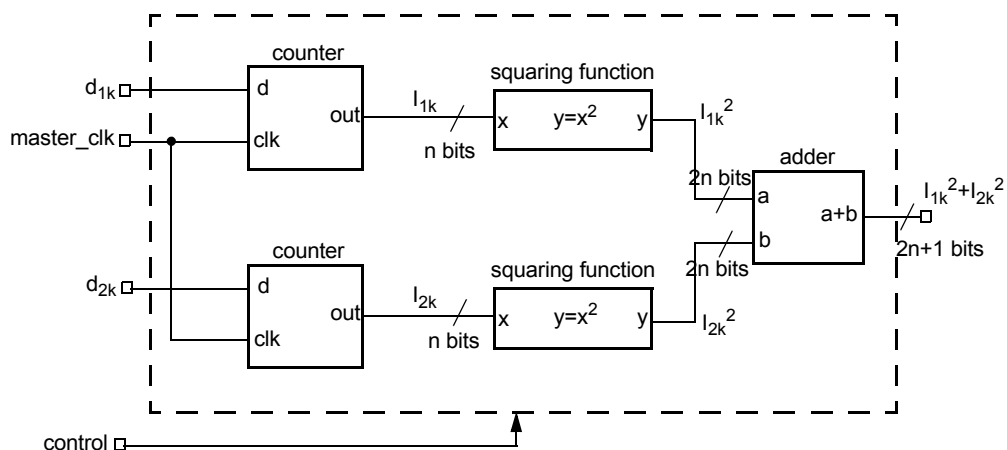 counter
d1k
d
out
I1k
n bits
squaring function
x
y=x²
y
I1k²
master_clk
clk
2n bits
adder
a
b
a+b
I1k²+I2k²
2n+1 bits
2n bits
counter
d2k
d
out
I2k
n bits
squaring function
x
y=x²
y
I2k²
clk
control